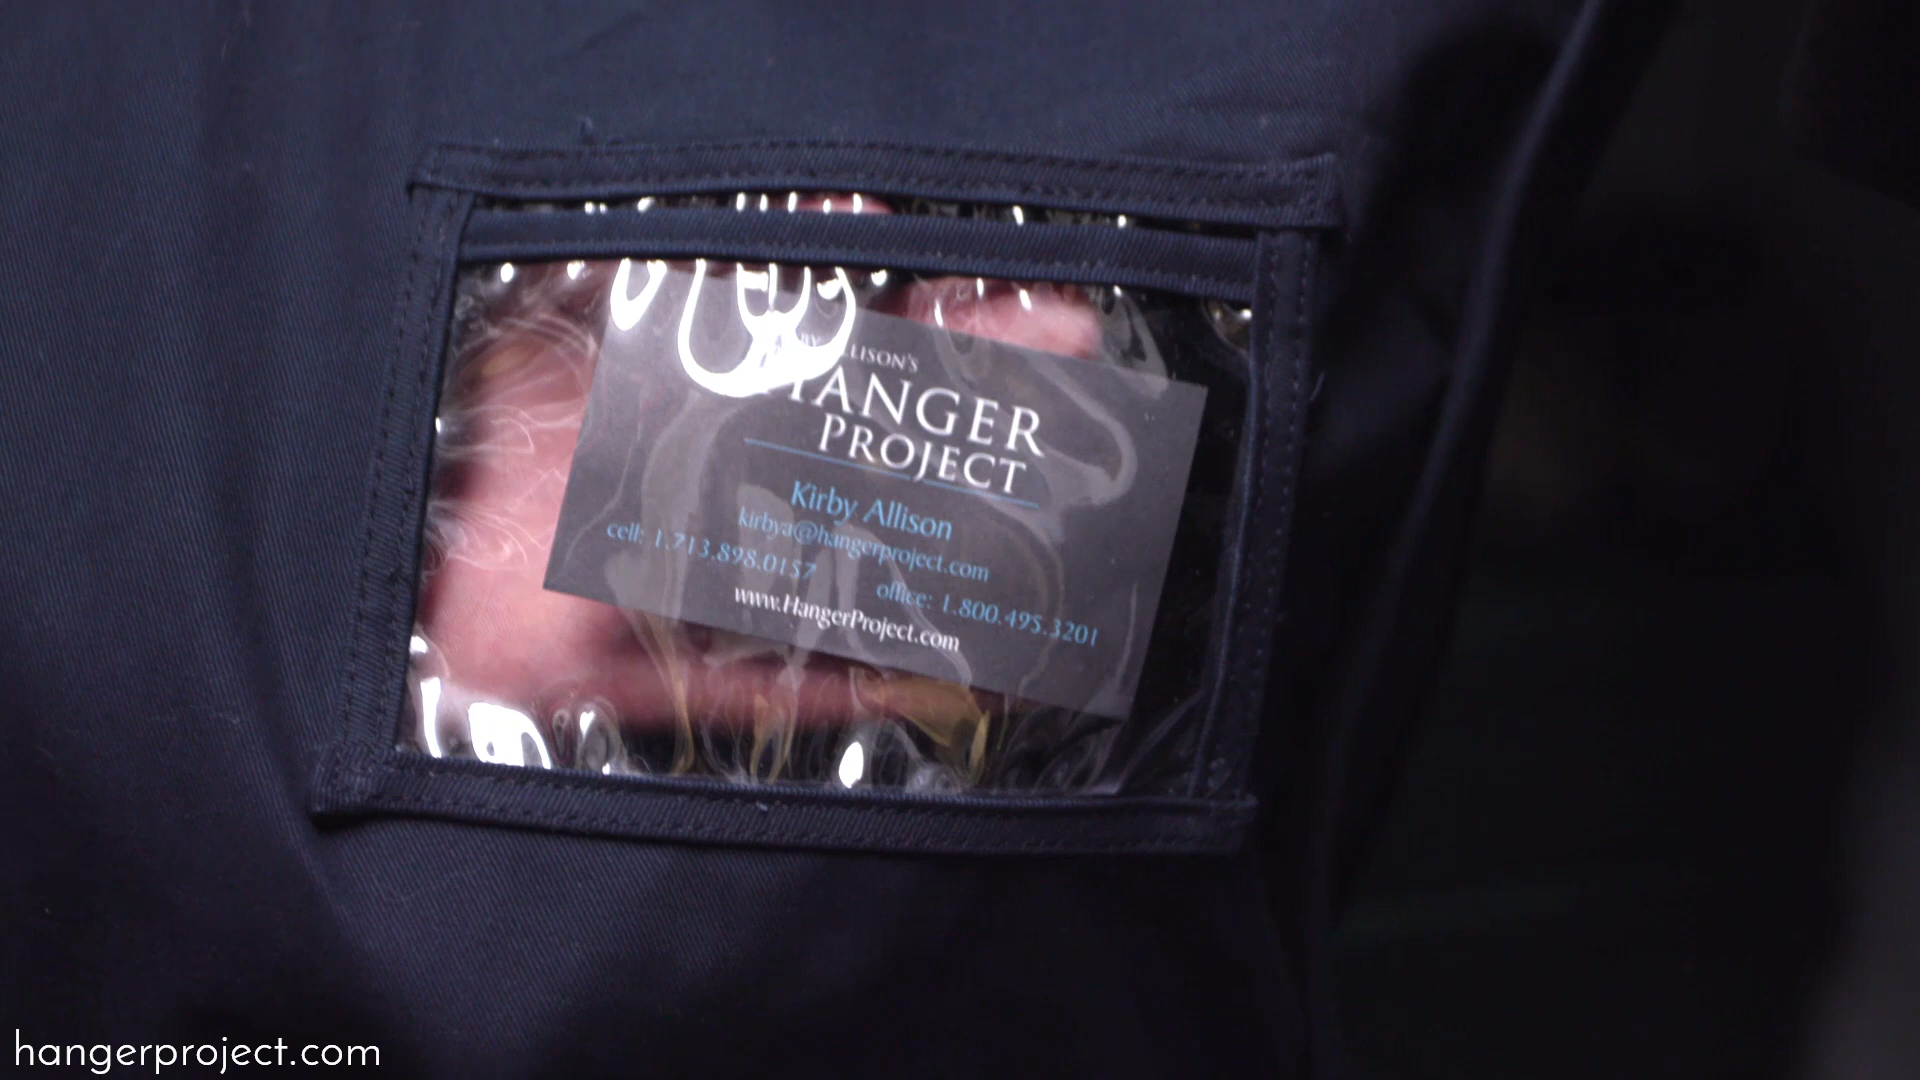 ALLISON'S
HANGER
PROJECT
Kirby Allison
kirbya@hangerproject.com
cell: 1.713.898.0157
office: 1.800.495.3201
www.HangerProject.com
hangerproject.com